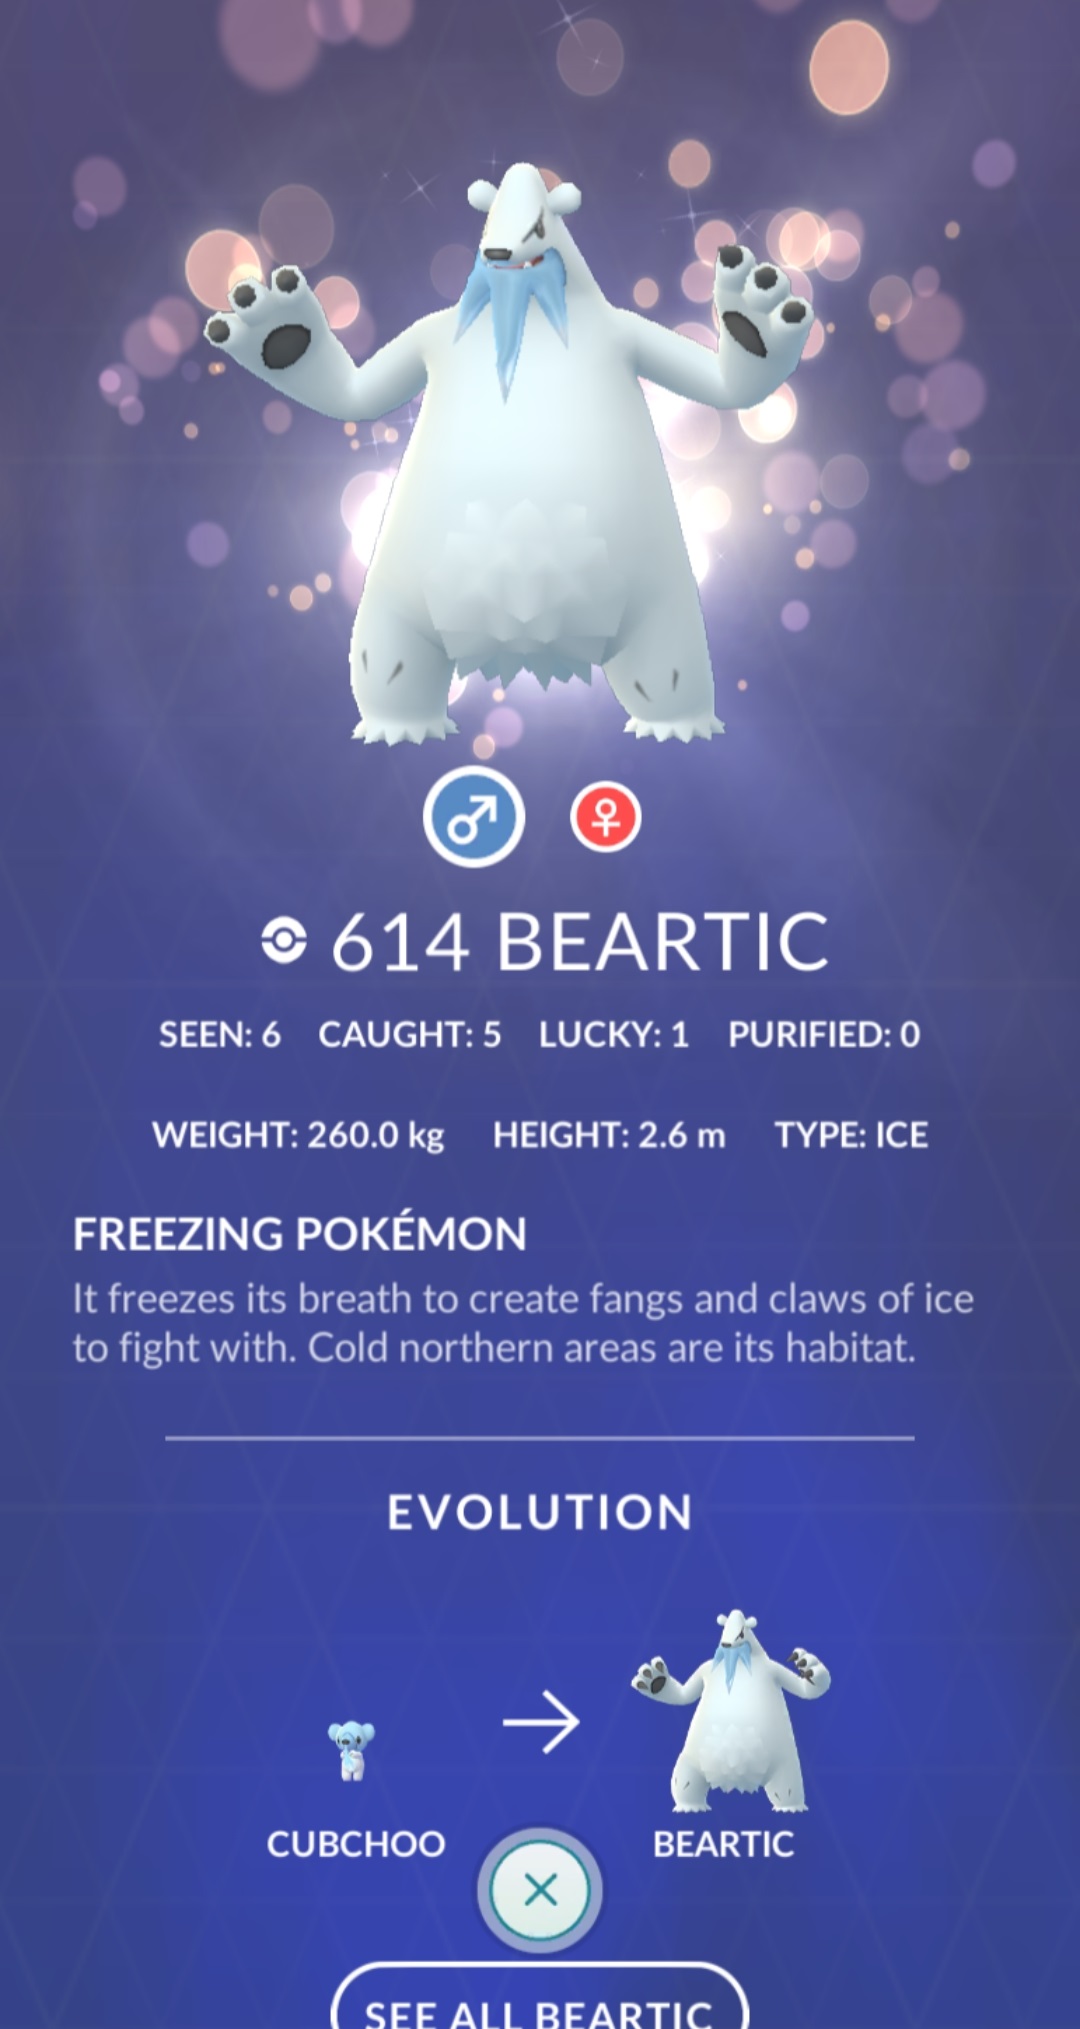 614 BEARTIC
SEEN: 6 CAUGHT: 5 LUCKY: 1 PURIFIED: 0
WEIGHT: 260.0 kg HEIGHT: 2.6 m TYPE: ICE
FREEZING POKÉMON
It freezes its breath to create fangs and claws of ice
to fight with. Cold northern areas are its habitat.
EVOLUTION
CUBCHOO BEARTIC
SEE ALL BEARTIC